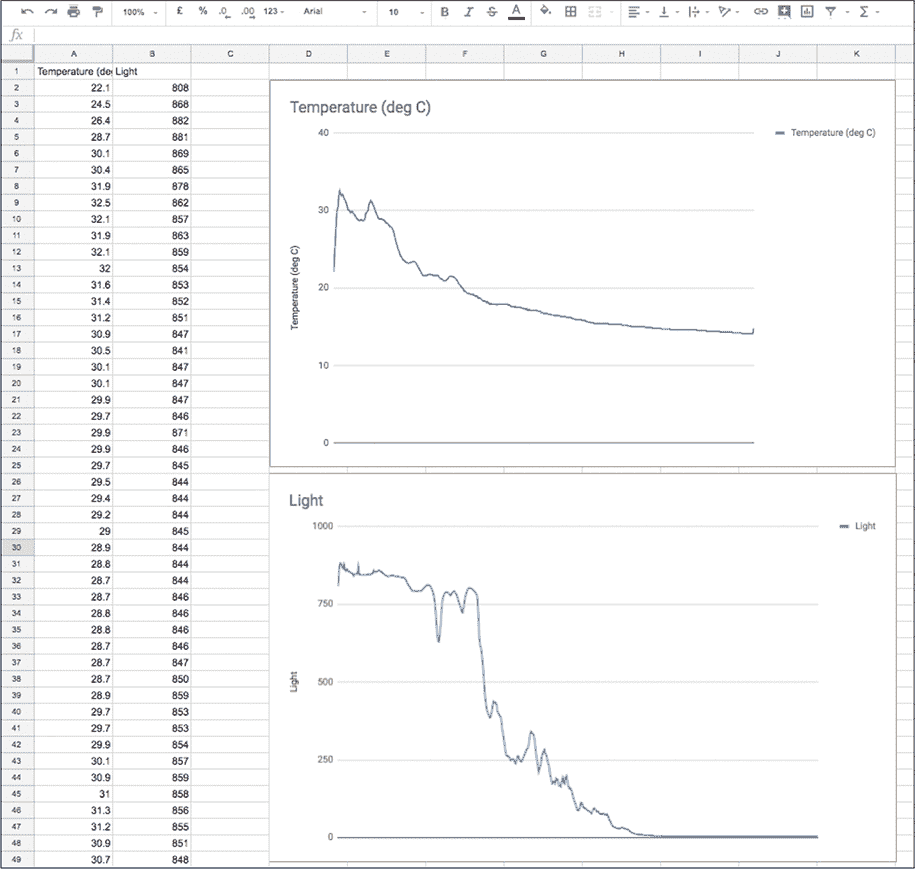 100% £ % .0 .00 123 Arial 10 B I S A Σ
fx
A B C D E F G H I J K
1 Temperature (de Light
2 22.1 808
3 24.5 868
4 26.4 882
5 28.7 881
6 30.1 869
7 30.4 865
8 31.9 878
9 32.5 862
10 32.1 857
11 31.9 863
12 32.1 859
13 32 854
14 31.6 853
15 31.4 852
16 31.2 851
17 30.9 847
18 30.5 841
19 30.1 847
20 30.1 847
21 29.9 847
22 29.7 846
23 29.9 871
24 29.9 846
25 29.7 845
26 29.5 844
27 29.4 844
28 29.2 844
29 29 845
30 28.9 844
31 28.8 844
32 28.7 844
33 28.7 846
34 28.8 846
35 28.8 846
36 28.7 846
37 28.7 847
38 28.7 850
39 28.9 859
40 29.7 853
41 29.7 853
42 29.9 854
43 30.1 857
44 30.9 859
45 31 858
46 31.3 856
47 31.2 855
48 30.9 851
49 30.7 848
Temperature (deg C)
Temperature (deg C)
40
30
20
10
0
Temperature (deg C)
Light
Light
1000
750
500
250
0
Light